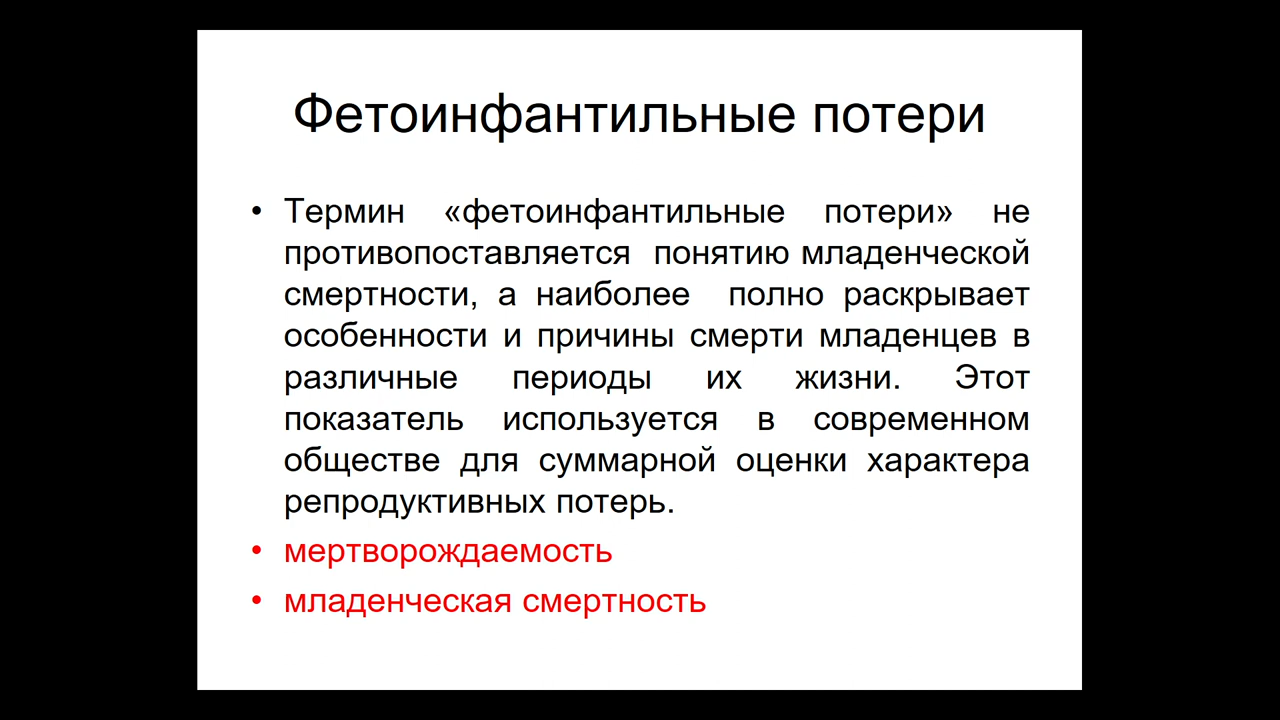 Фетоинфантильные потери
• Термин «фетоинфантильные потери» не
противопоставляется понятию младенческой
смертности, а наиболее полно раскрывает
особенности и причины смерти младенцев в
различные периоды их жизни. Этот
показатель используется в современном
обществе для суммарной оценки характера
репродуктивных потерь.
• мертворождаемость
• младенческая смертность